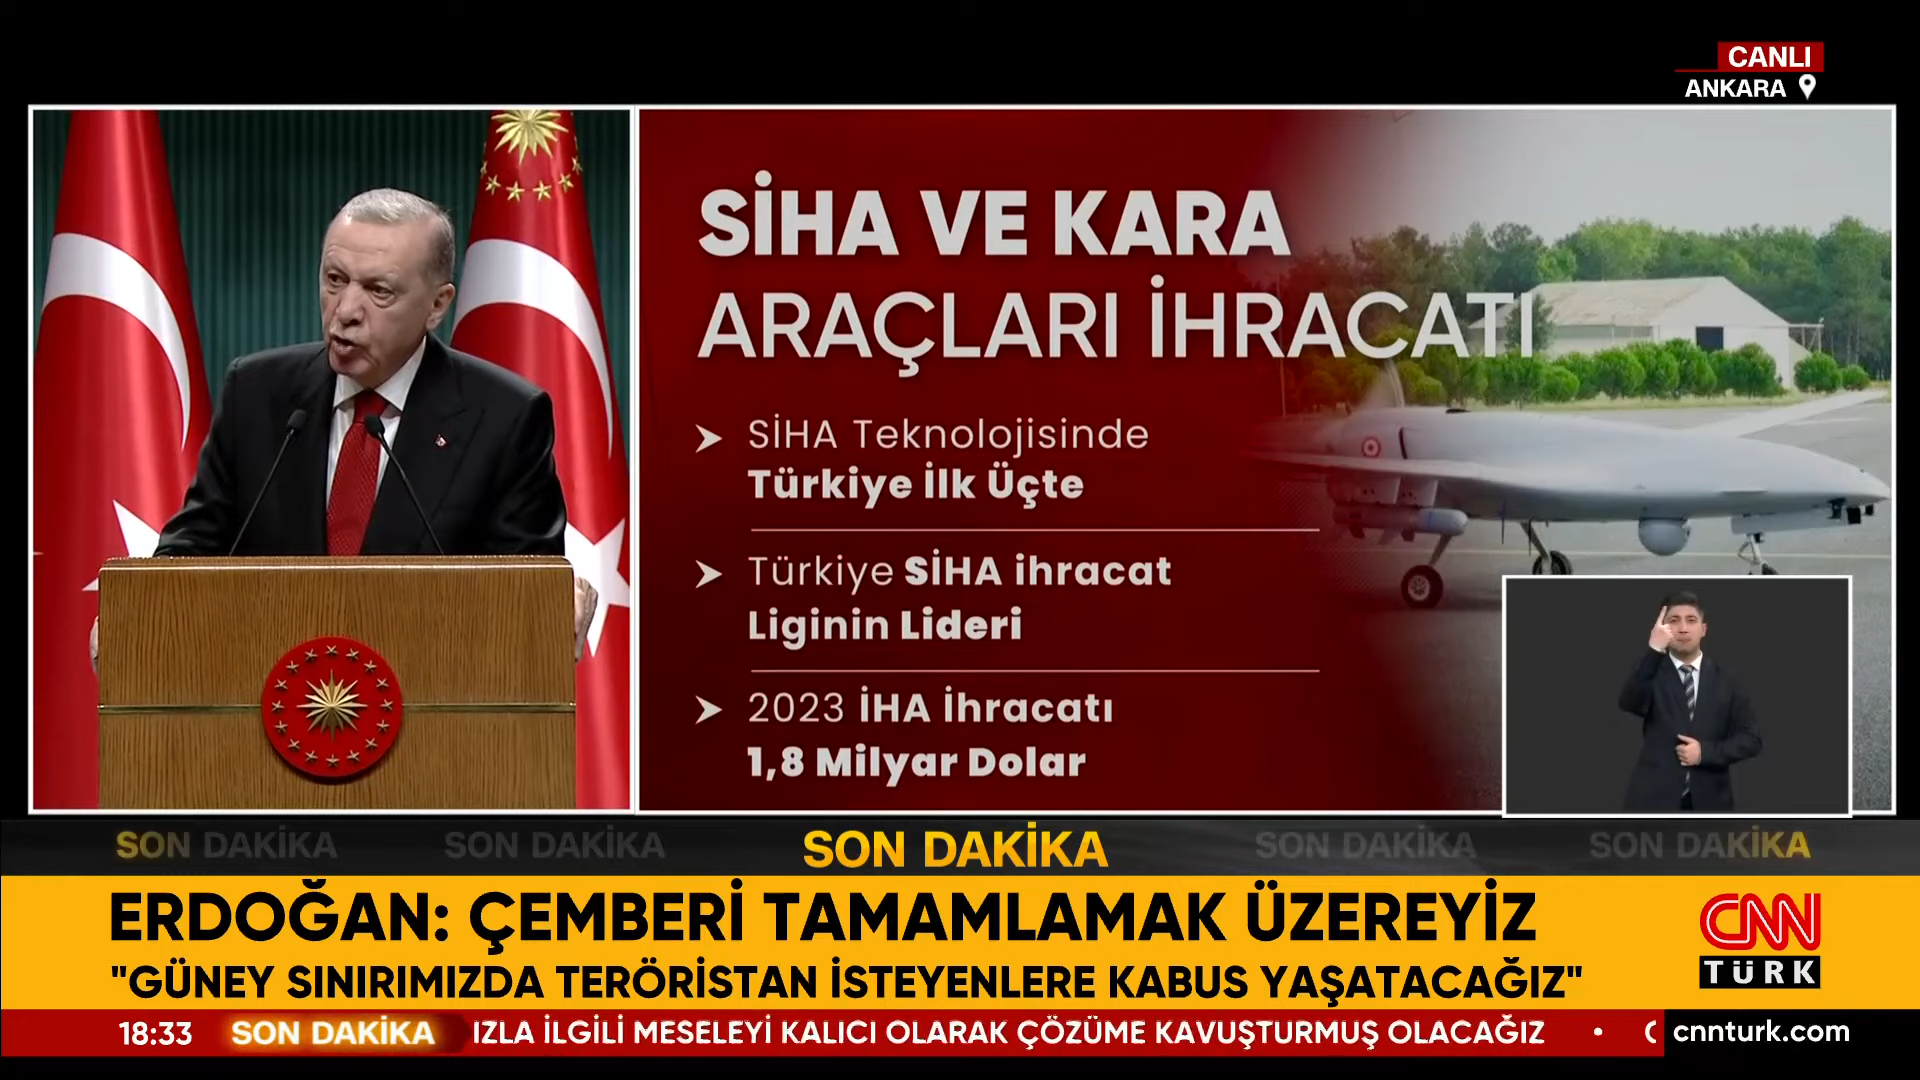 CANLI
ANKARA
SİHA VE KARA
ARAÇLARI İHRACATI
SİHA Teknolojisinde
Türkiye İlk Üçte
Türkiye SİHA ihracat
Liginin Lideri
2023 İHA İhracatı
1,8 Milyar Dolar
SON DAKİKA SON DAKİKA SON DAKİKA SON DAKİKA SON DAKİKA
ERDOĞAN: ÇEMBERİ TAMAMLAMAK ÜZEREYİZ
"GÜNEY SINIRIMIZDA TERÖRİSTAN İSTEYENLERE KABUS YAŞATACAĞIZ"
CNN
TÜRK
18:33 SON DAKİKA IZLA İLGİLİ MESELEYİ KALICI OLARAK ÇÖZÜME KAVUŞTURMUŞ OLACAĞIZ • cnnturk.com